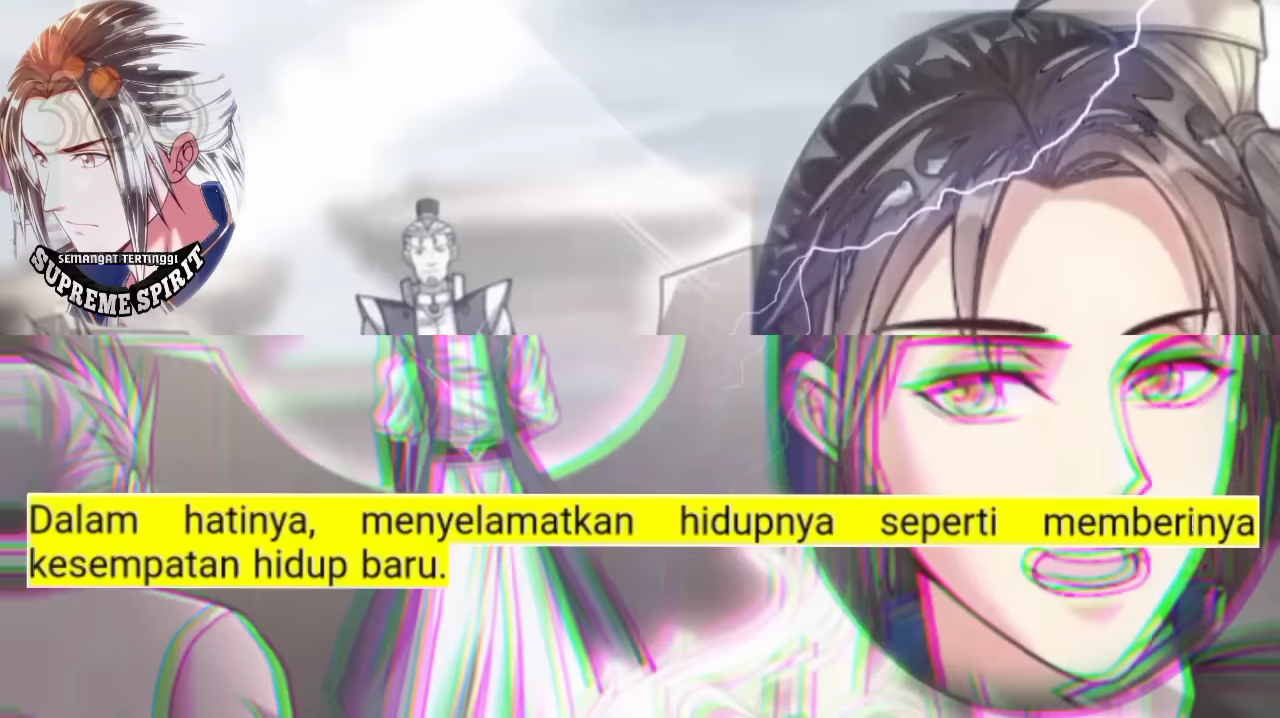 SEMANGAT TERTINGGI
SUPREME SPIRIT
Dalam hatinya, menyelamatkan hidupnya seperti memberinya
kesempatan hidup baru.